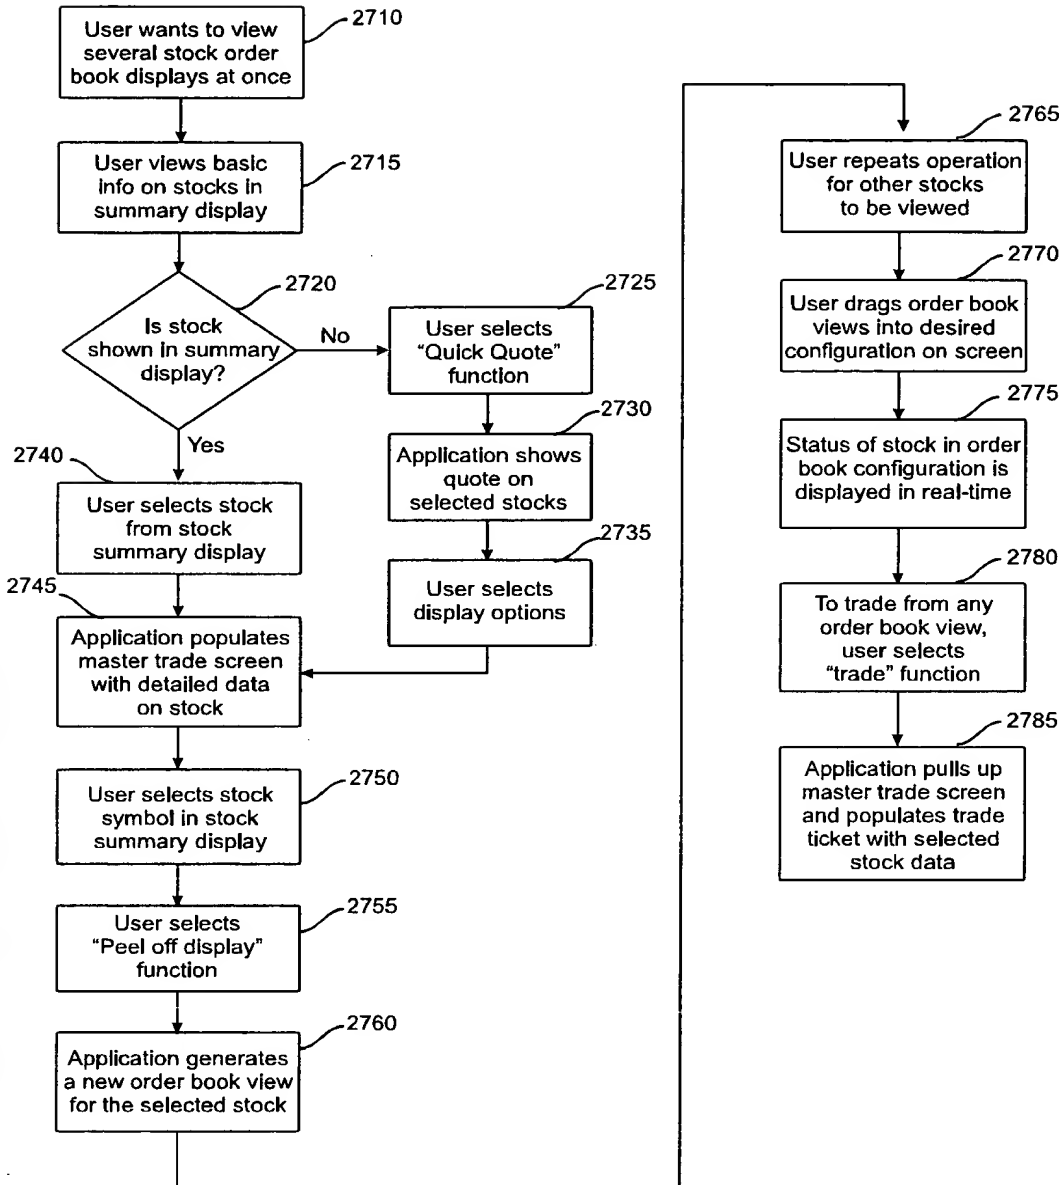 2710
User wants to view
several stock order
book displays at once
2715
User views basic
info on stocks in
summary display
2720
Is stock
shown in summary
display?
No
Yes
2725
User selects
“Quick Quote”
function
2730
Application shows
quote on
selected stocks
2735
User selects
display options
2740
User selects stock
from stock
summary display
2745
Application populates
master trade screen
with detailed data
on stock
2750
User selects stock
symbol in stock
summary display
2755
User selects
“Peel off display”
function
2760
Application generates
a new order book view
for the selected stock
2765
User repeats operation
for other stocks
to be viewed
2770
User drags order book
views into desired
configuration on screen
2775
Status of stock in order
book configuration is
displayed in real-time
2780
To trade from any
order book view,
user selects
“trade” function
2785
Application pulls up
master trade screen
and populates trade
ticket with selected
stock data